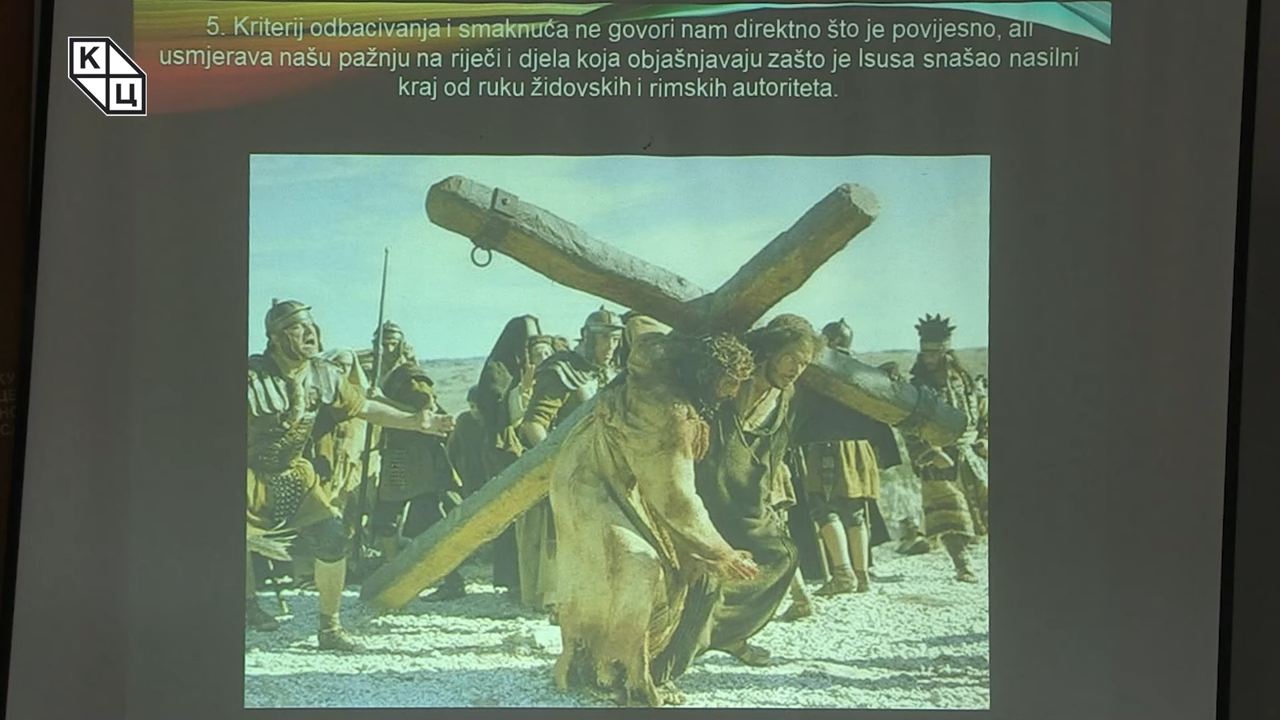 5. Kriterij odbacivanja i smaknuća ne govori nam direktno što je povijesno, ali
usmjerava našu pažnju na riječi i djela koja objašnjavaju zašto je Isusa snašao nasilni
kraj od ruku židovskih i rimskih autoriteta.
К
Ц